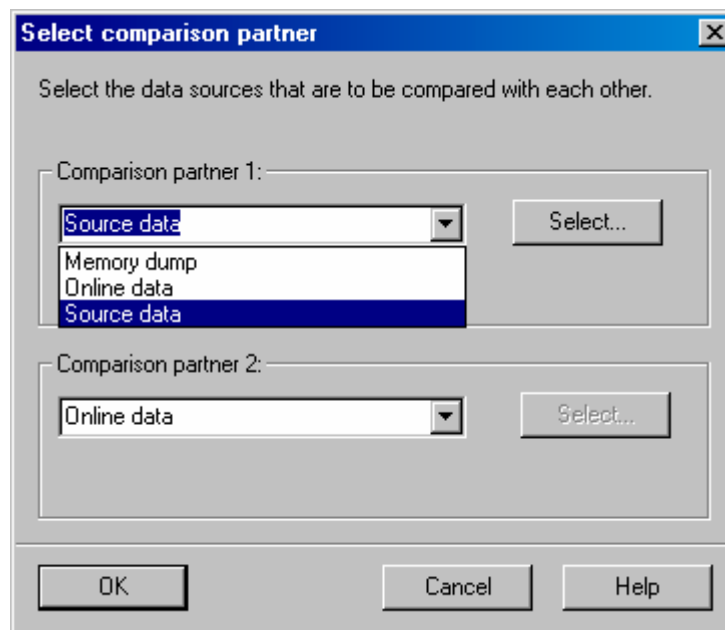 Select comparison partner
Select the data sources that are to be compared with each other.
Comparison partner 1:
Source data
Select...
Memory dump
Online data
Source data
Comparison partner 2:
Online data
Select...
OK
Cancel
Help